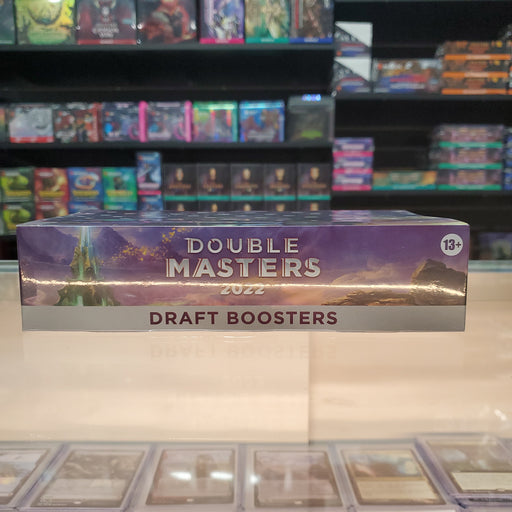 DOUBLE
MASTERS
2022
13+
DRAFT BOOSTERS